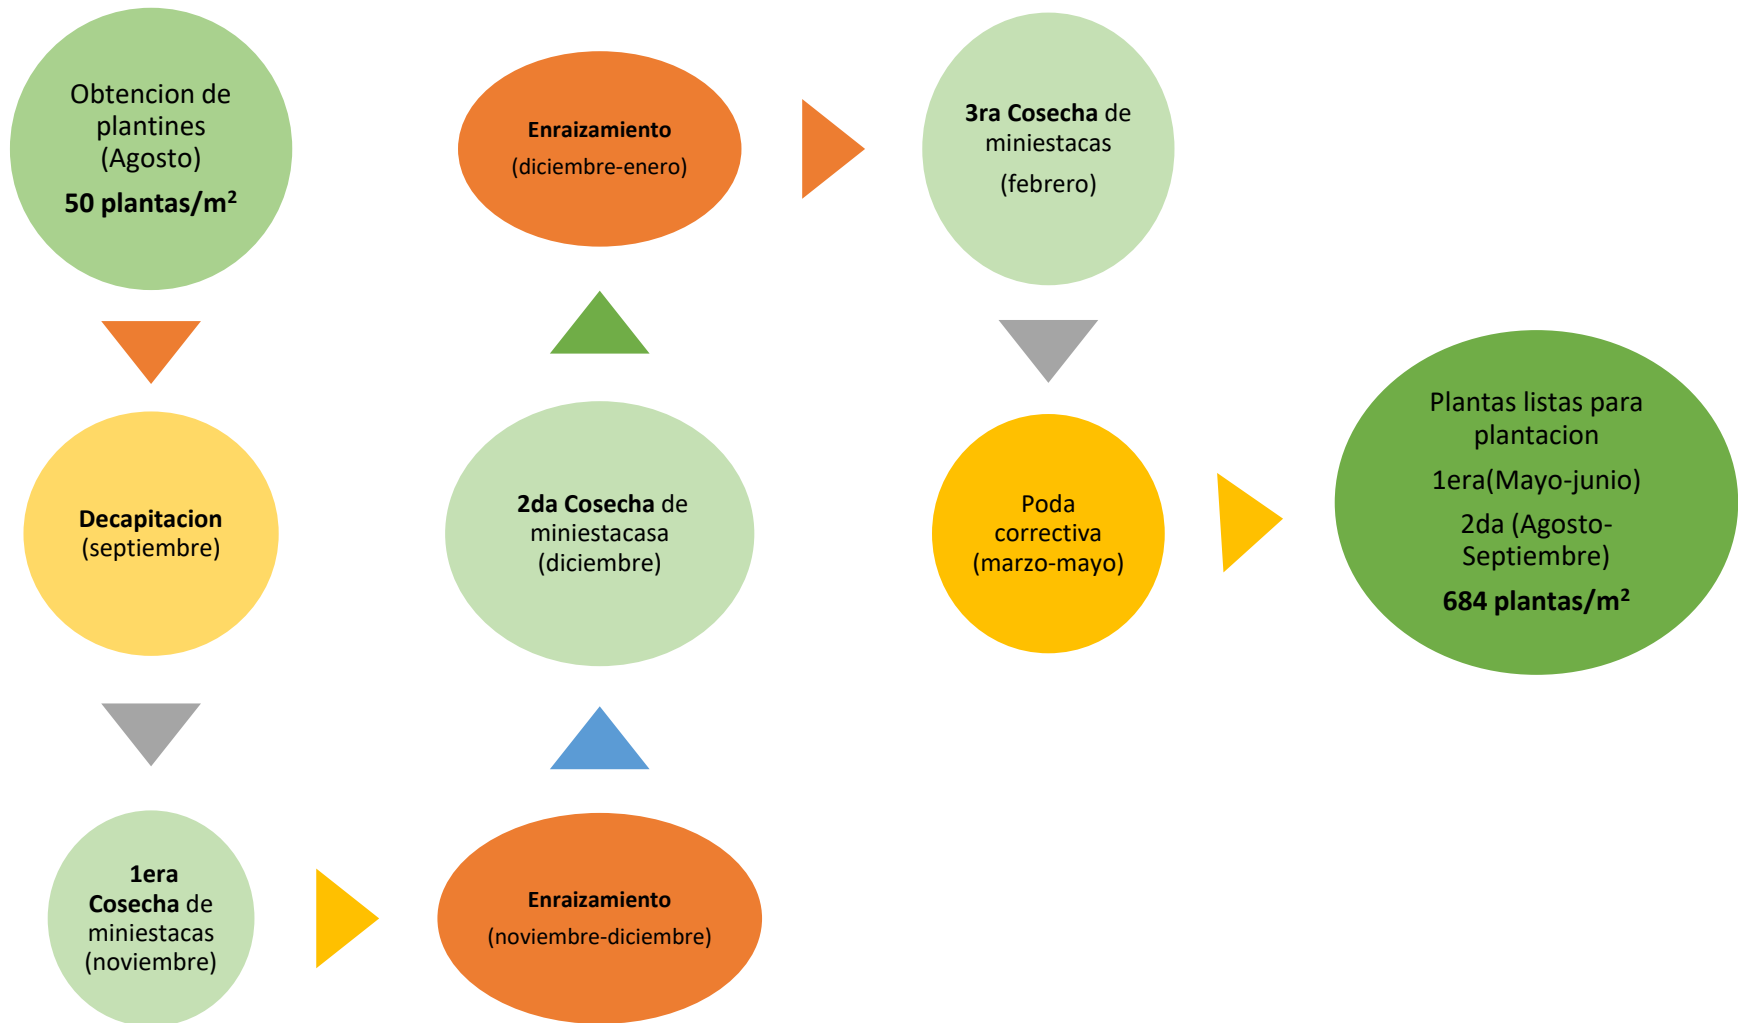 Obtencion de
plantines
(Agosto)
50 plantas/m²
Decapitacion
(septiembre)
1era
Cosecha de
miniestacas
(noviembre)
Enraizamiento
(noviembre-diciembre)
2da Cosecha de
miniestacasa
(diciembre)
Enraizamiento
(diciembre-enero)
3ra Cosecha de
miniestacas
(febrero)
Poda
correctiva
(marzo-mayo)
Plantas listas para
plantacion
1era(Mayo-junio)
2da (Agosto-
Septiembre)
684 plantas/m²